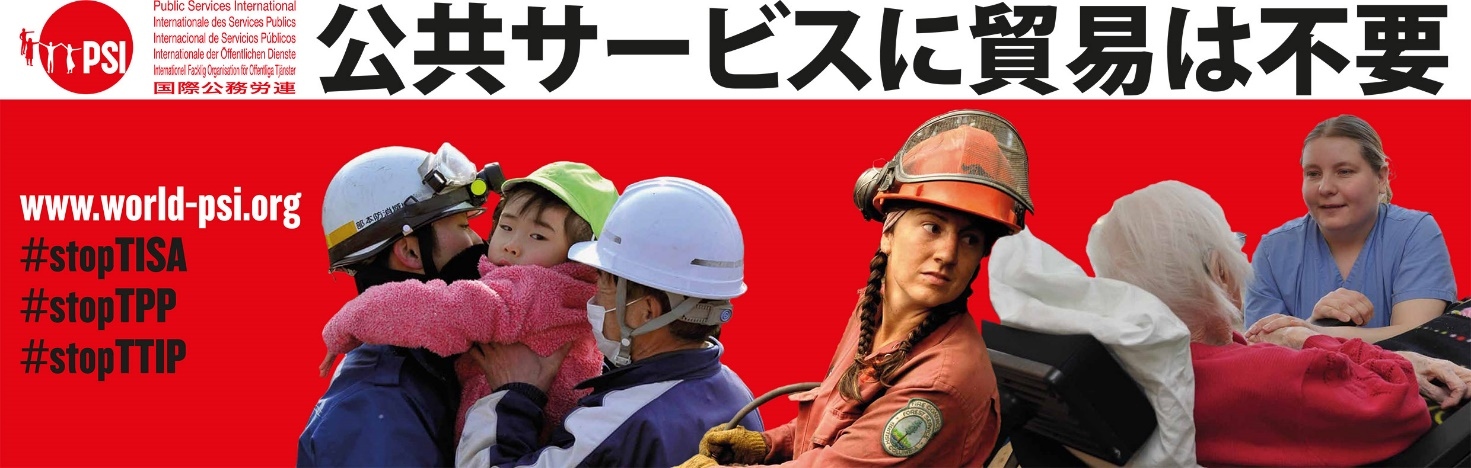 PSI
Public Services International
Internationale des Services Publics
Internacional de Servicios Públicos
Internationale der Öffentlichen Dienste
Internationell Facklig Organisation för Offentliga Tjänster
国際公務労連
公共サービスに貿易は不要
www.world-psi.org
#stopTISA
#stopTPP
#stopTTIP